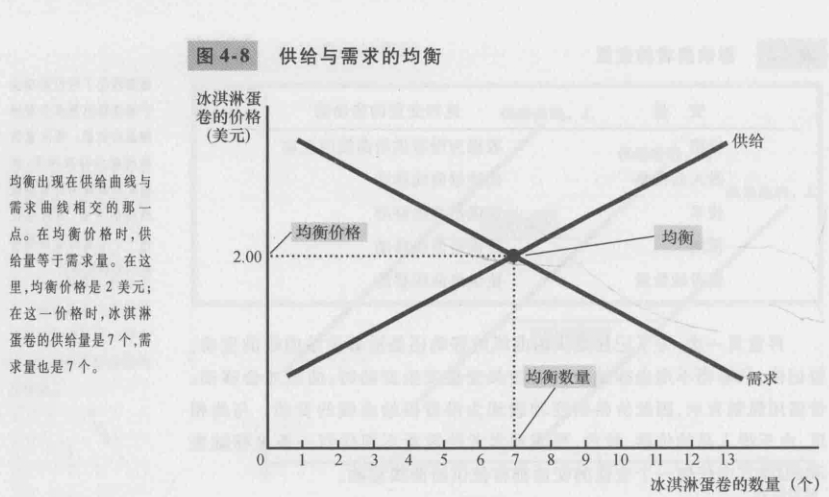 图 4-8 供给与需求的均衡
均衡出现在供给曲线与
需求曲线相交的那一
点。在均衡价格时,供
给量等于需求量。在这
里,均衡价格是2美元;
在这一价格时,冰淇淋
蛋卷的供给量是7个,需
求量也是7个。
冰淇淋蛋
卷的价格
(美元)
供给
均衡价格
均衡
2.00
均衡数量
需求
0 1 2 3 4 5 6 7 8 9 10 11 12 13
冰淇淋蛋卷的数量(个)